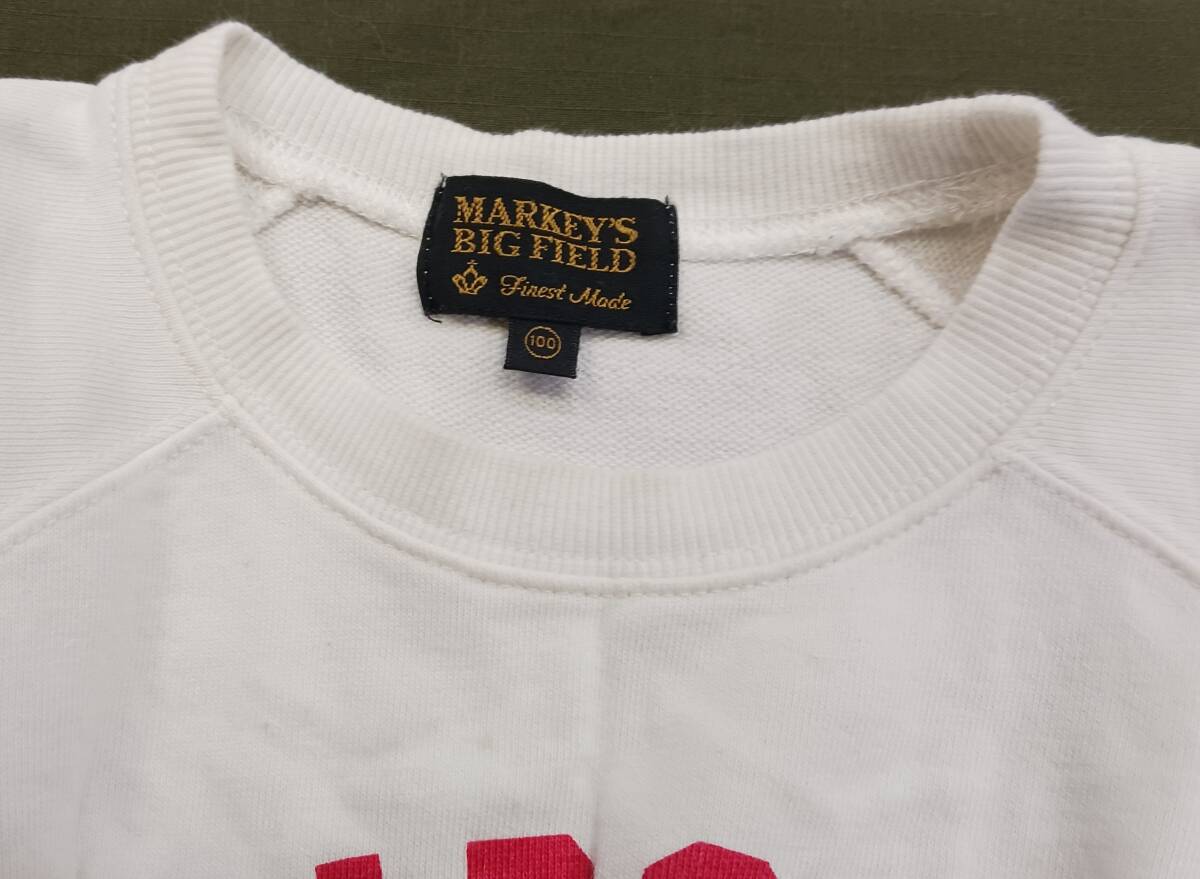 MARKEY'S
BIG FIELD
Finest Made
100